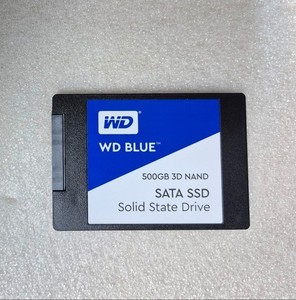 WD
WD BLUE™
500GB 3D NAND
SATA SSD
Solid State Drive